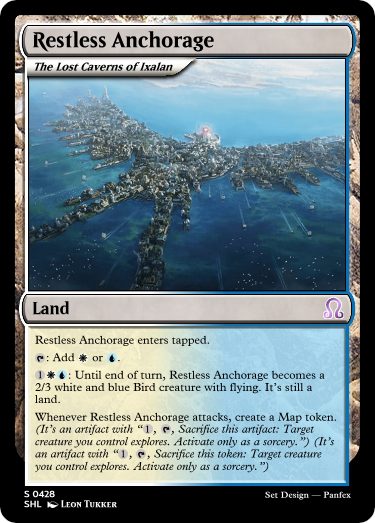 Restless Anchorage
The Lost Caverns of Ixalan
Land
Restless Anchorage enters tapped.
: Add or .
1: Until end of turn, Restless Anchorage becomes a
2/3 white and blue Bird creature with flying. It's still a
land.
Whenever Restless Anchorage attacks, create a Map token.
(It's an artifact with “1, , Sacrifice this artifact: Target
creature you control explores. Activate only as a sorcery.”) (It's
an artifact with “1, , Sacrifice this token: Target creature
you control explores. Activate only as a sorcery.”)
S 0428
SHL Leon Tukker
Set Design — Panfex